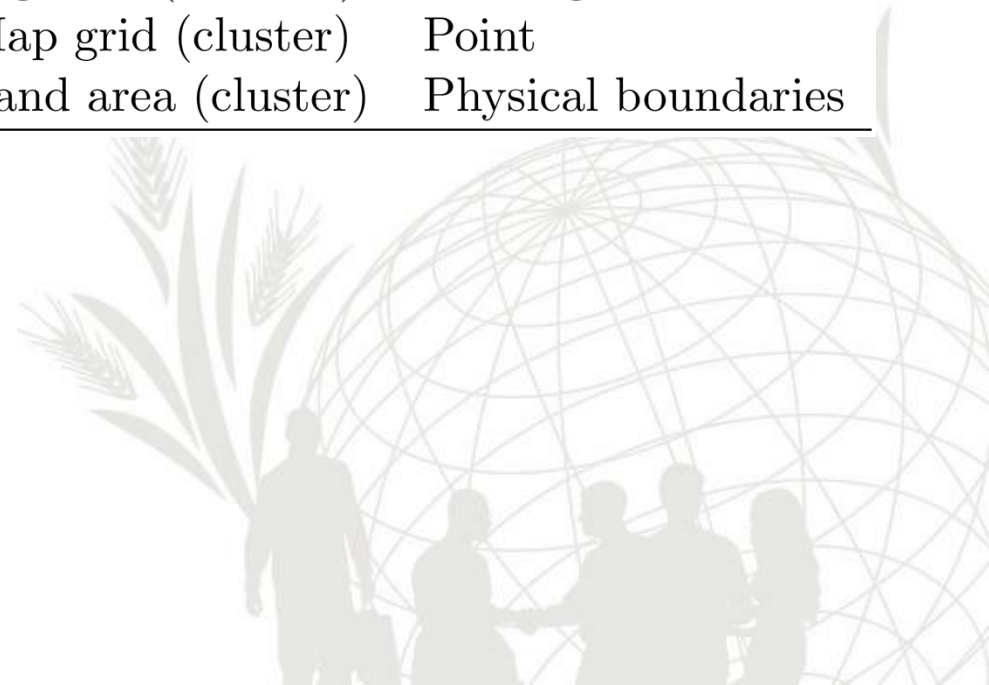 ap grid (cluster) Point
and area (cluster) Physical boundaries